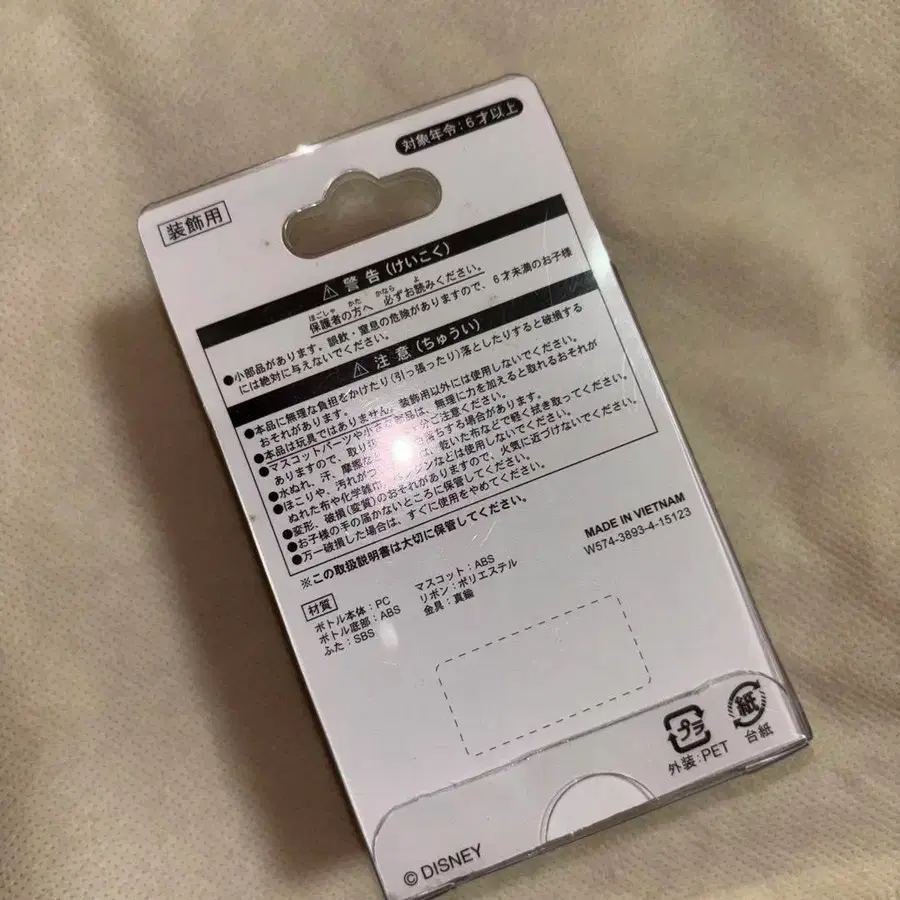 対象年令:6才以上
装飾用
⚠警告(けいこく)
ほごしゃ かた かなら よ
保護者の方へ 必ずお読みください。
●小部品があります。誤飲・窒息の危険がありますので、6才未満のお子様
には絶対に与えないでください。
⚠注意(ちゅうい)
●本品に無理な負担をかけたり(引っ張ったり)落としたりすると破損する
おそれがあります。
●本品は玩具ではありません。装飾用以外には使用しないでください。
●マスコットパーツや小 部品は、無理に力を加えると取れるおそれが
ありますので、取り扱 分ご注意ください。
●水ぬれ、汗、摩擦な 落ちする場合があります。
●ほこりや、汚れがつ は、乾いた布などで軽く拭き取ってください。
ぬれた布や化学雑巾、 ジンなどは使用しないでください。
●変形、破損(変質)のおそれがありますので、火気に近づけないでください。
●お子様の手の届かないところに保管してください。
●万一破損した場合は、すぐに使用をやめてください。
※この取扱説明書は大切に保管してください。
MADE IN VIETNAM
W574-3893-4-15123
材質
ボトル本体:PC
ボトル底部:ABS
ふた:SBS
マスコット:ABS
リボン:ポリエステル
金具:真鍮
プラ
外装:PET
紙
台紙
© DISNEY